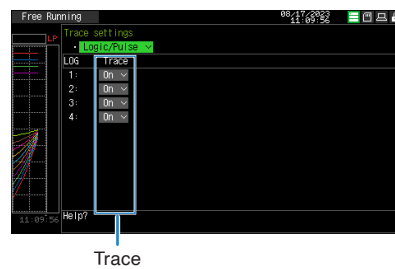 Free Running
08/17/2023
11:09:56
LP
Trace settings
・ Logic/Pulse
LOG Trace
1: On
2: On
3: On
4: On
11:09:56
Help?
Trace